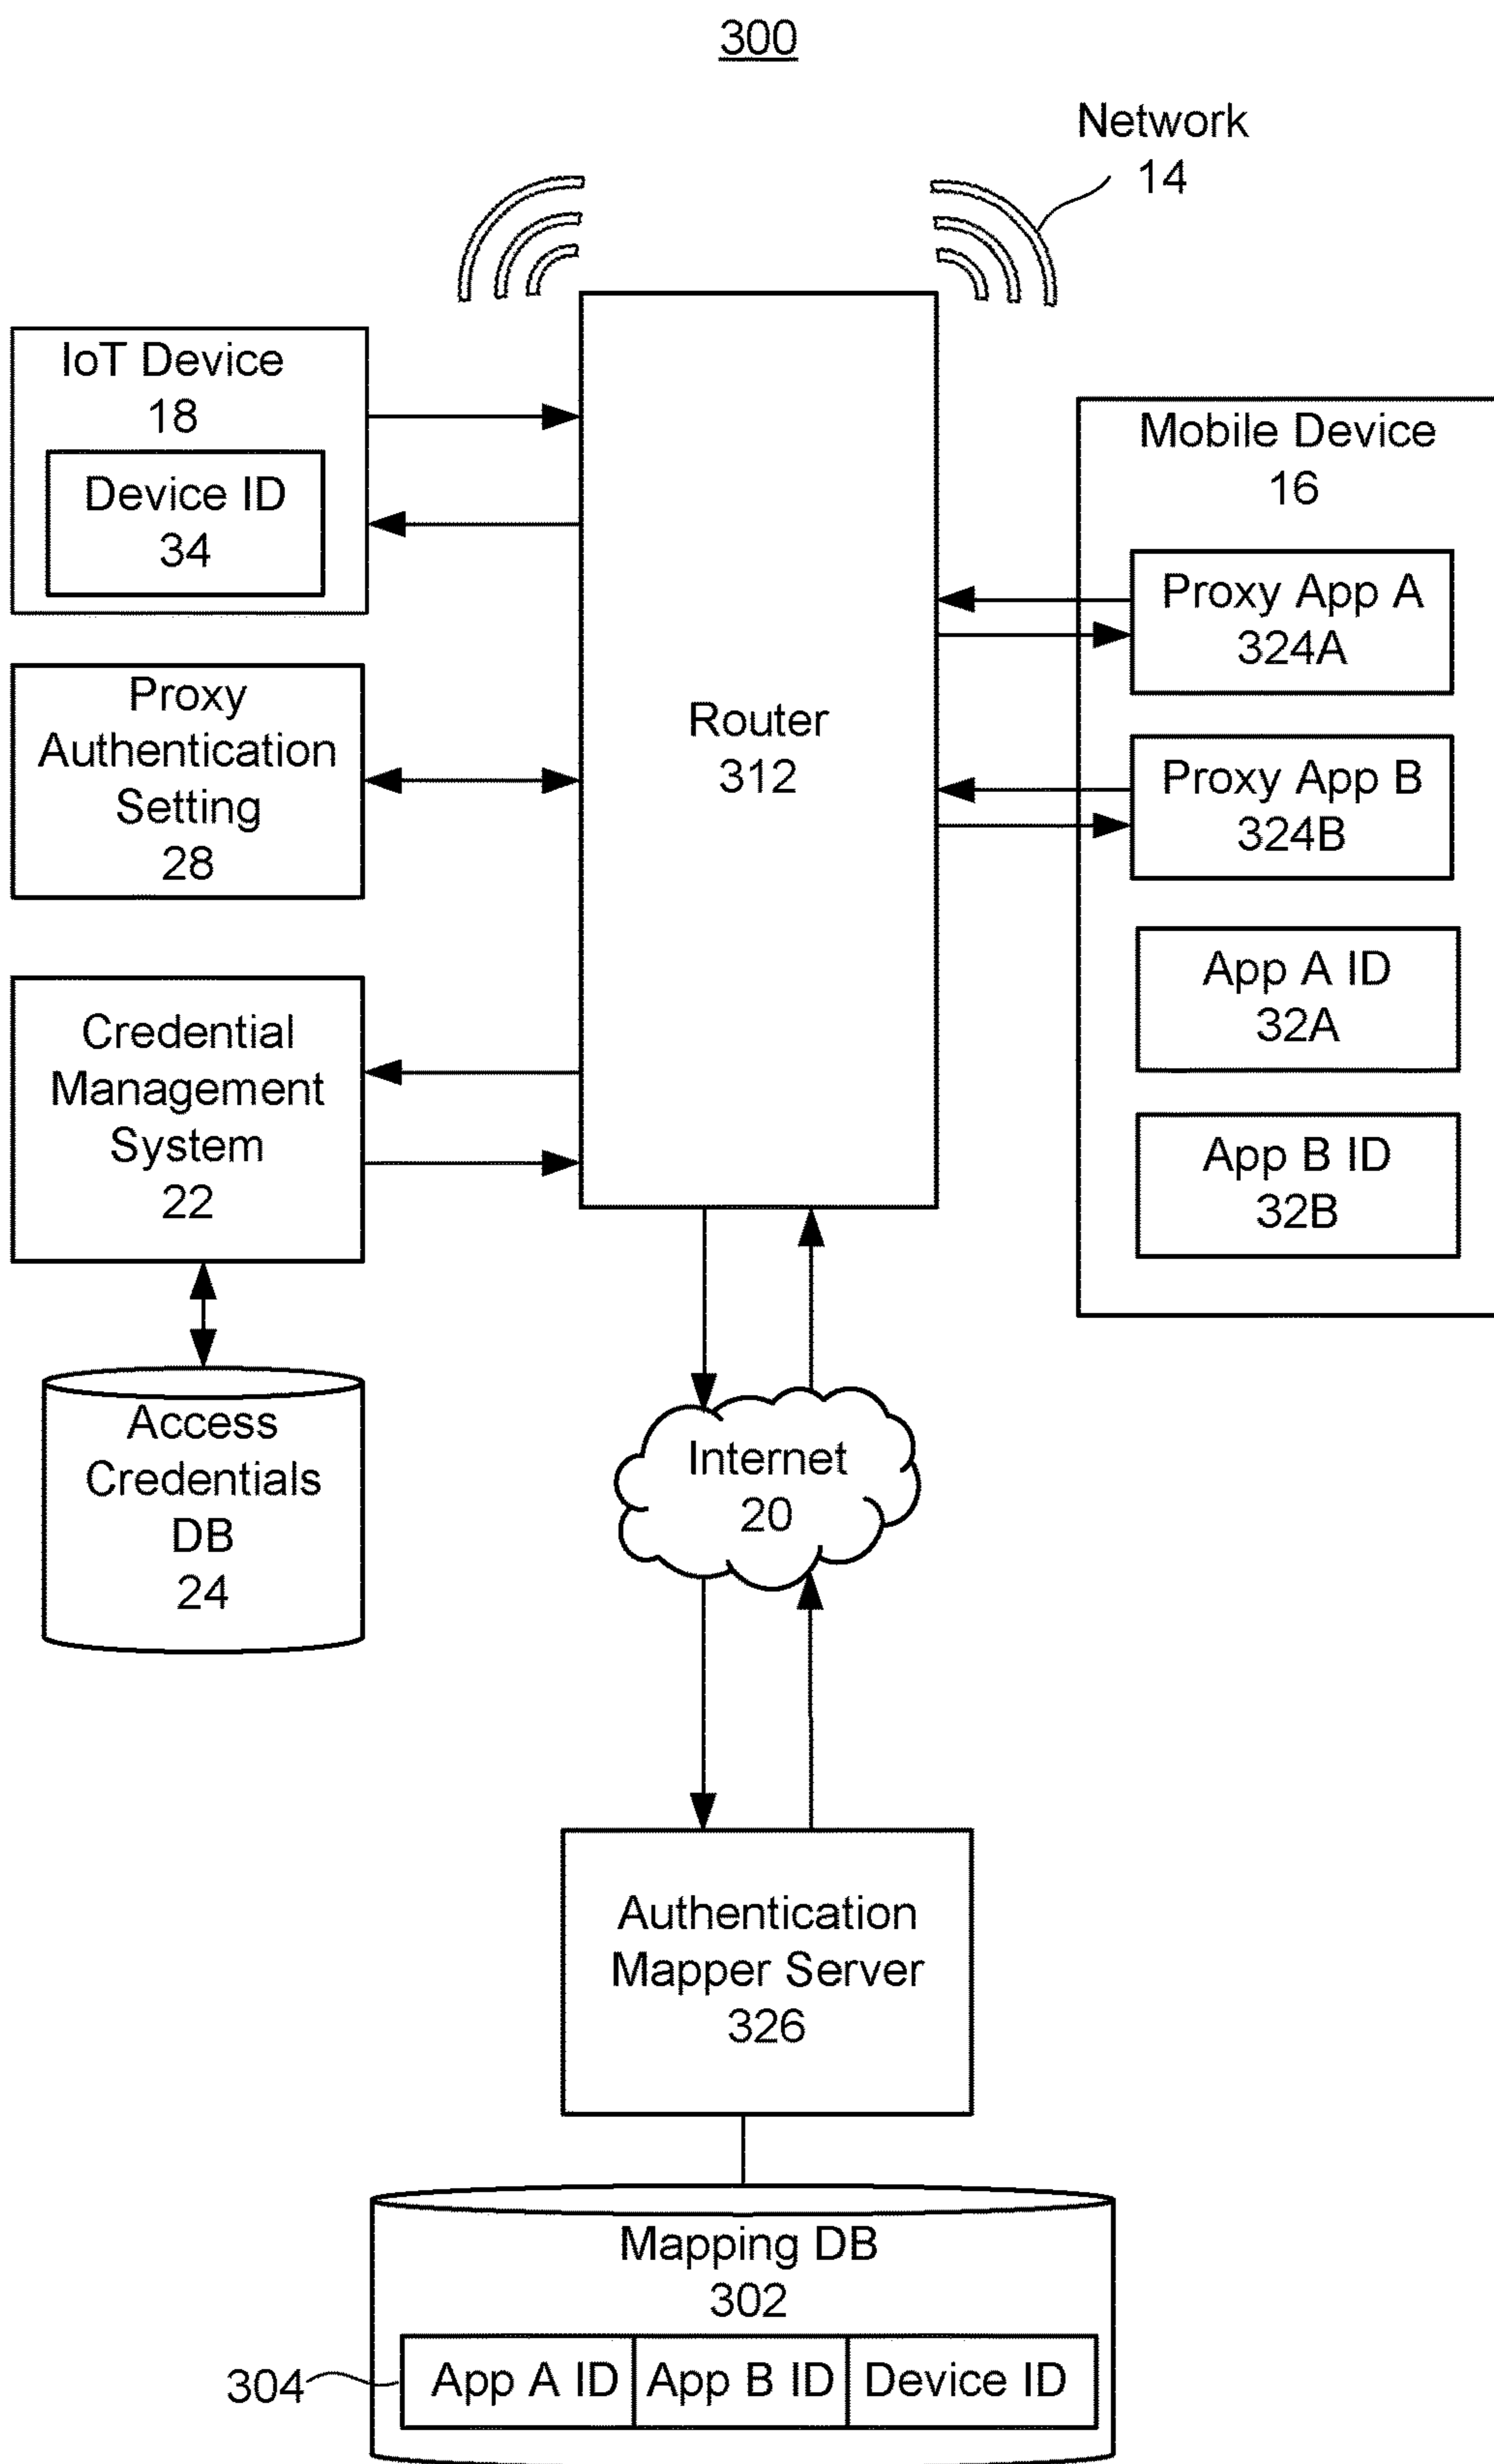 300
Network
14
IoT Device
18
Device ID
34
Proxy
Authentication
Setting
28
Credential
Management
System
22
Access
Credentials
DB
24
Router
312
Mobile Device
16
Proxy App A
324A
Proxy App B
324B
App A ID
32A
App B ID
32B
Internet
20
Authentication
Mapper Server
326
Mapping DB
302
304 App A ID App B ID Device ID